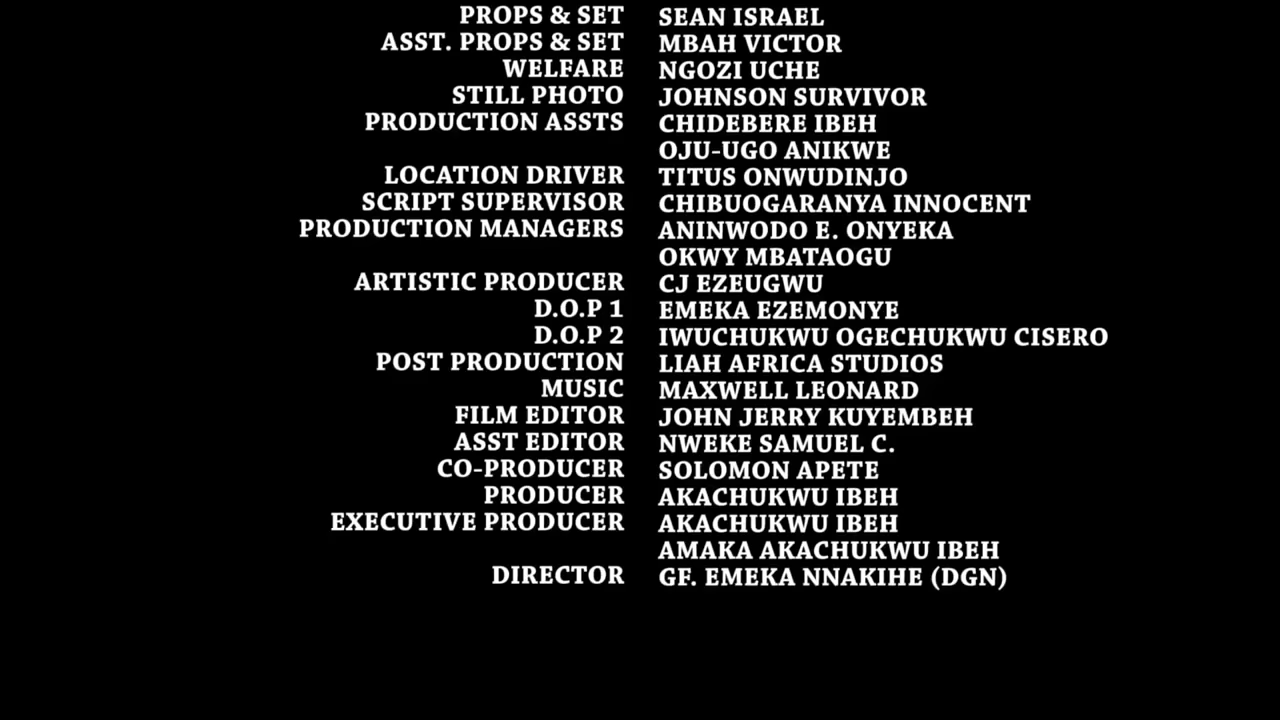 PROPS & SET SEAN ISRAEL
ASST. PROPS & SET MBAH VICTOR
WELFARE NGOZI UCHE
STILL PHOTO JOHNSON SURVIVOR
PRODUCTION ASSTS CHIDEBERE IBEH
OJU-UGO ANIKWE
LOCATION DRIVER TITUS ONWUDINJO
SCRIPT SUPERVISOR CHIBUOGARANYA INNOCENT
PRODUCTION MANAGERS ANINWODO E. ONYEKA
OKWY MBATAOGU
ARTISTIC PRODUCER CJ EZEUGWU
D.O.P 1 EMEKA EZEMONYE
D.O.P 2 IWUCHUKWU OGECHUKWU CISERO
POST PRODUCTION LIAH AFRICA STUDIOS
MUSIC MAXWELL LEONARD
FILM EDITOR JOHN JERRY KUYEMBEH
ASST EDITOR NWEKE SAMUEL C.
CO-PRODUCER SOLOMON APETE
PRODUCER AKACHUKWU IBEH
EXECUTIVE PRODUCER AKACHUKWU IBEH
AMAKA AKACHUKWU IBEH
DIRECTOR GF. EMEKA NNAKIHE (DGN)